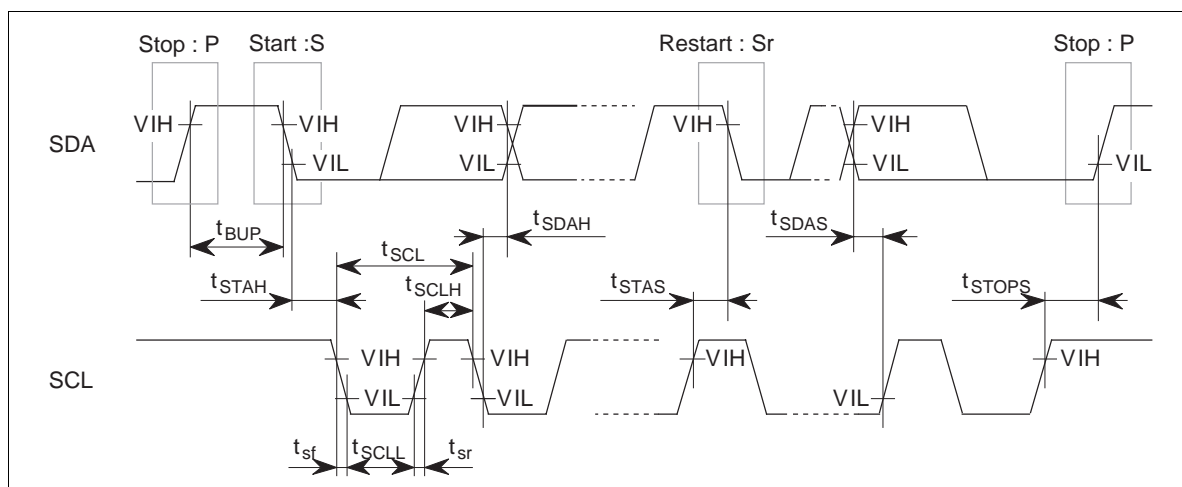 Stop : P Start :S Restart : Sr Stop : P
VIH VIH VIH VIH VIH
SDA
VIL VIL VIL VIL
tBUP tSDAH tSDAS
tSCL
tSTAH tSCLH tSTAS tSTOPS
VIH VIH VIH VIH
SCL
VIL VIL VIL
tsf tSCLL tsr